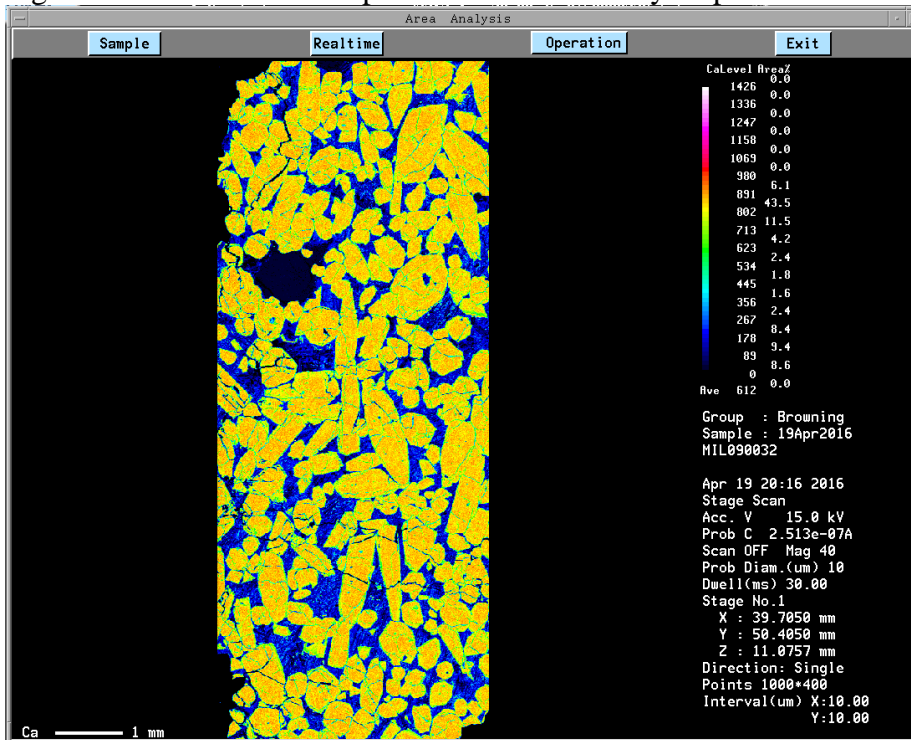 Area Analysis
Sample Realtime Operation Exit
CaLevel Area%
0.0
1426
0.0
1336
0.0
1247
0.0
1158
0.0
1069
0.0
980
6.1
891
43.5
802
11.5
713
4.2
623
2.4
534
1.8
445
1.6
356
2.4
267
8.4
178
9.4
89
8.6
0
0.0
Ave 612
Group : Browning
Sample : 19Apr2016
MIL090032
Apr 19 20:16 2016
Stage Scan
Acc. V 15.0 kV
Prob C 2.513e-07A
Scan OFF Mag 40
Prob Diam.(um) 10
Dwell(ms) 30.00
Stage No.1
X : 39.7050 mm
Y : 50.4050 mm
Z : 11.0757 mm
Direction: Single
Points 1000*400
Interval(um) X:10.00
Y:10.00
Ca 1 mm